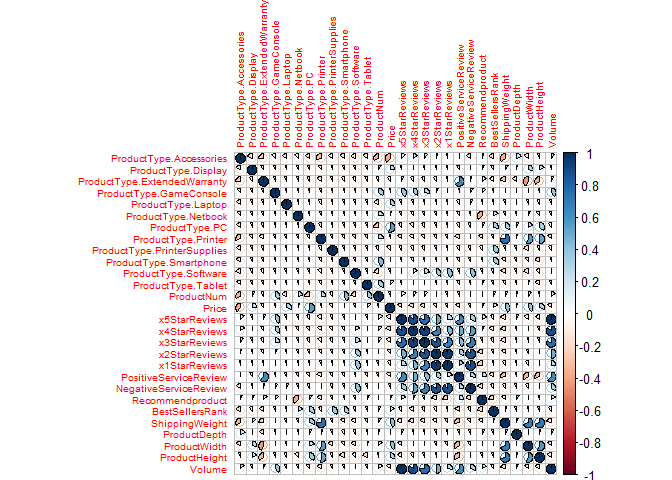 ProductType.Accessories
ProductType.Display
ProductType.ExtendedWarranty
ProductType.GameConsole
ProductType.Laptop
ProductType.Netbook
ProductType.PC
ProductType.Printer
ProductType.PrinterSupplies
ProductType.Smartphone
ProductType.Software
ProductType.Tablet
ProductNum
Price
x5StarReviews
x4StarReviews
x3StarReviews
x2StarReviews
x1StarReviews
PositiveServiceReview
NegativeServiceReview
Recommendproduct
BestSellersRank
ShippingWeight
ProductDepth
ProductWidth
ProductHeight
Volume
ProductType.Accessories
ProductType.Display
ProductType.ExtendedWarranty
ProductType.GameConsole
ProductType.Laptop
ProductType.Netbook
ProductType.PC
ProductType.Printer
ProductType.PrinterSupplies
ProductType.Smartphone
ProductType.Software
ProductType.Tablet
ProductNum
Price
x5StarReviews
x4StarReviews
x3StarReviews
x2StarReviews
x1StarReviews
PositiveServiceReview
NegativeServiceReview
Recommendproduct
BestSellersRank
ShippingWeight
ProductDepth
ProductWidth
ProductHeight
Volume
1
0.8
0.6
0.4
0.2
0
-0.2
-0.4
-0.6
-0.8
-1